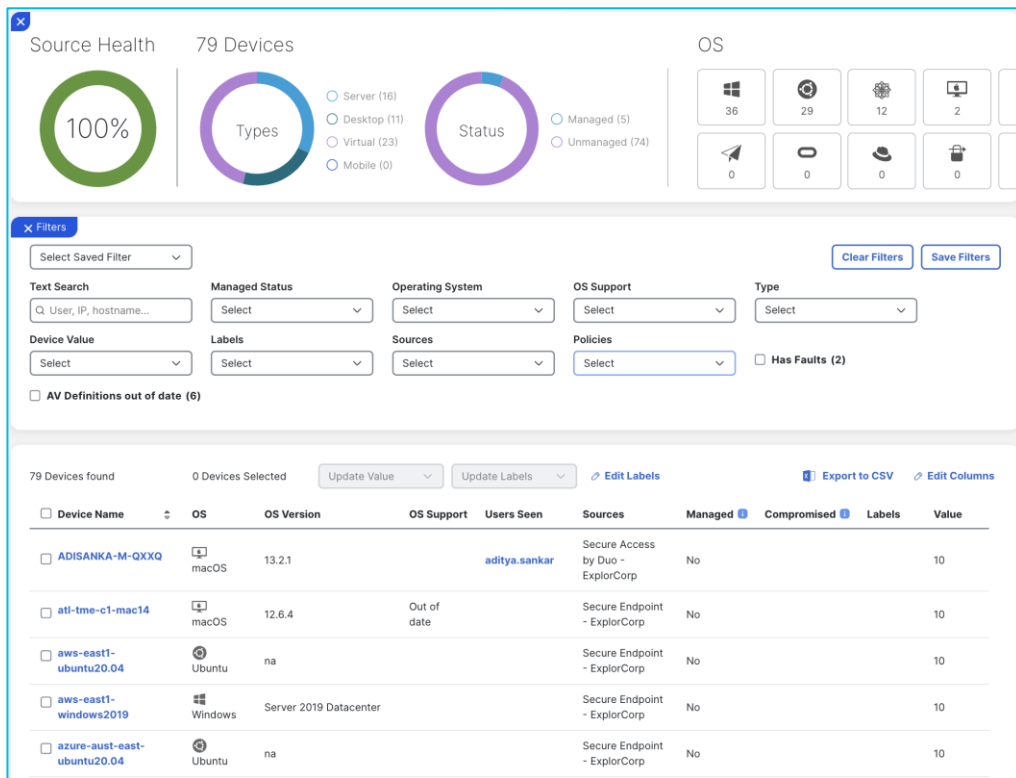 Source Health
79 Devices
OS
100%
Types
Server (16)
Desktop (11)
Virtual (23)
Mobile (0)
Status
Managed (5)
Unmanaged (74)
36
29
12
2
0
0
0
0
Filters
Select Saved Filter
Clear Filters
Save Filters
Text Search
Managed Status
Operating System
OS Support
Type
User, IP, hostname...
Select
Select
Select
Select
Device Value
Labels
Sources
Policies
Select
Select
Select
Select
Has Faults (2)
AV Definitions out of date (6)
79 Devices found
0 Devices Selected
Update Value
Update Labels
Edit Labels
Export to CSV
Edit Columns
Device Name
OS
OS Version
OS Support
Users Seen
Sources
Managed
Compromised
Labels
Value
ADISANKA-M-QXXQ
macOS
13.2.1
aditya.sankar
Secure Access
by Duo -
ExplorCorp
No
10
atl-tme-c1-mac14
macOS
12.6.4
Out of
date
Secure Endpoint
- ExplorCorp
No
10
aws-east1-
ubuntu20.04
Ubuntu
na
Secure Endpoint
- ExplorCorp
No
10
aws-east1-
windows2019
Windows
Server 2019 Datacenter
Secure Endpoint
- ExplorCorp
No
10
azure-aust-east-
ubuntu20.04
Ubuntu
na
Secure Endpoint
- ExplorCorp
No
10